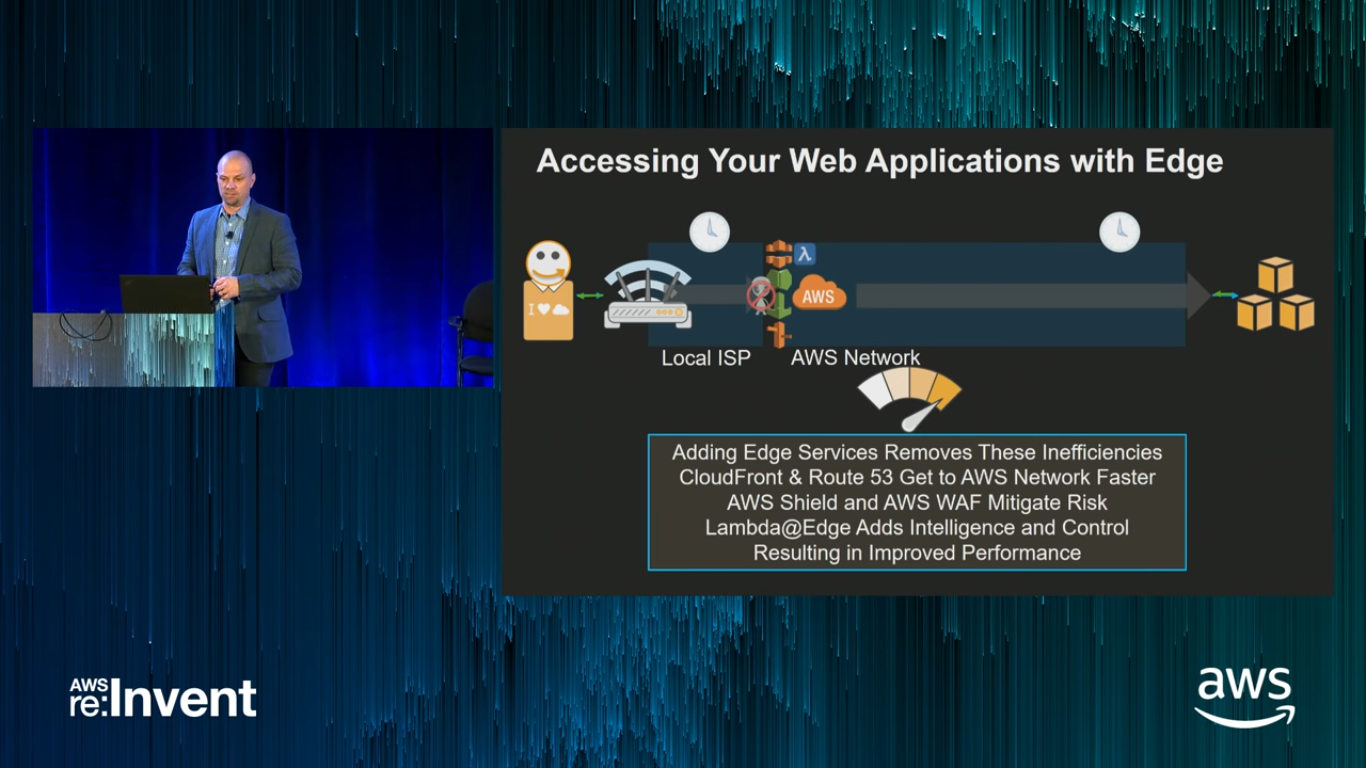 Accessing Your Web Applications with Edge
λ
I ♥
AWS
Local ISP
AWS Network
Adding Edge Services Removes These Inefficiencies
CloudFront & Route 53 Get to AWS Network Faster
AWS Shield and AWS WAF Mitigate Risk
Lambda@Edge Adds Intelligence and Control
Resulting in Improved Performance
AWS
re:Invent
aws